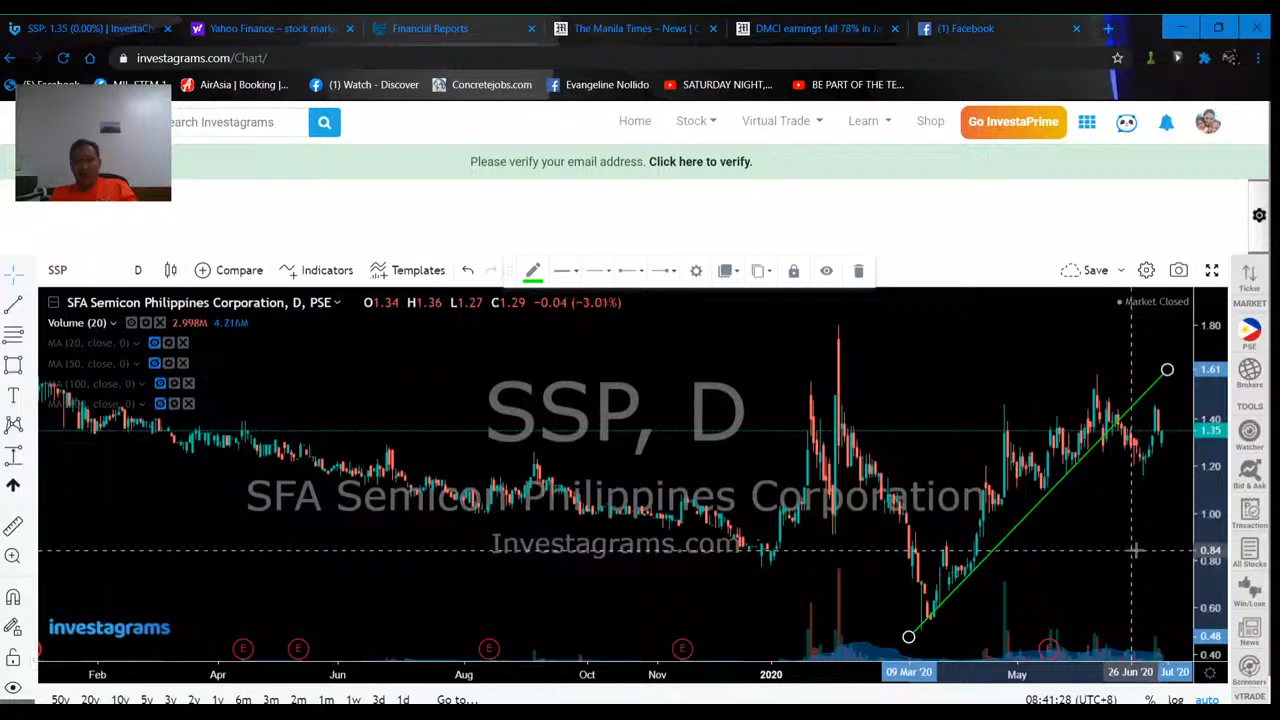 SSP: 1.35 (0.00%) | InvestaCh
Yahoo Finance – stock mark
Financial Reports
The Manila Times – News | C
DMCI earnings fall 78% in Ja
(1) Facebook
investagrams.com/Chart/
MIL STEM 1
AirAsia | Booking |...
(1) Watch - Discover
Concretejobs.com
Evangeline Nollido
SATURDAY NIGHT,...
BE PART OF THE TE...
earch Investagrams
Home
Stock
Virtual Trade
Learn
Shop
Go InvestaPrime
Please verify your email address. Click here to verify.
SSP
D
Compare
Indicators
Templates
Save
Ticker
SFA Semicon Philippines Corporation, D, PSE
O1.34 H1.36 L1.27 C1.29 -0.04 (-3.01%)
Market Closed
MARKET
Volume (20) 2.998M 4.216M
1.80
PSE
MA (20, close, 0)
MA (50, close, 0)
1.61
MA (100, close, 0)
Brokers
SSP, D
TOOLS
1.40
1.35
Watcher
1.20
SFA Semicon Philippines Corporation
Bid & Ask
1.00
Transaction
Investagrams.com
0.84
0.80
All Stocks
0.60
Win/Lose
investagrams
0.48
E
E
E
E
E
News
0.40
Feb
Apr
Jun
Aug
Oct
Nov
2020
09 Mar '20
May
26 Jun '20
Jul '20
Screener+
50y
20y
10y
5y
3y
2y
1y
6m
3m
2m
1m
1w
3d
1d
Go to...
08:41:28 (UTC+8)
%
log
auto
vTRADE